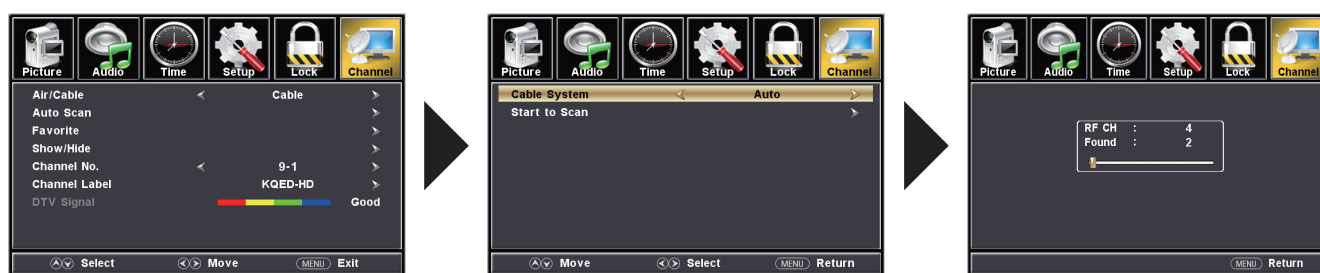 Picture Audio Time Setup Lock Channel
Air/Cable Cable
Auto Scan
Favorite
Show/Hide
Channel No. 9-1
Channel Label KQED-HD
DTV Signal Good
Select Move MENU Exit
Picture Audio Time Setup Lock Channel
Cable System Auto
Start to Scan
Move Select MENU Return
Picture Audio Time Setup Lock Channel
RF CH : 4
Found : 2
MENU Return